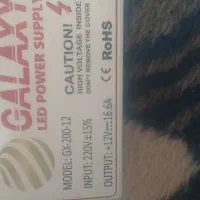 GALAXY
LED POWER SUPPLY
CAUTION!
HIGH VOLTAGE INSIDE
DON'T REMOVE THE COVER
CE RoHS
MODEL: GX-200-12
INPUT: 220V±15%
OUTPUT: +12V⎓16.6A